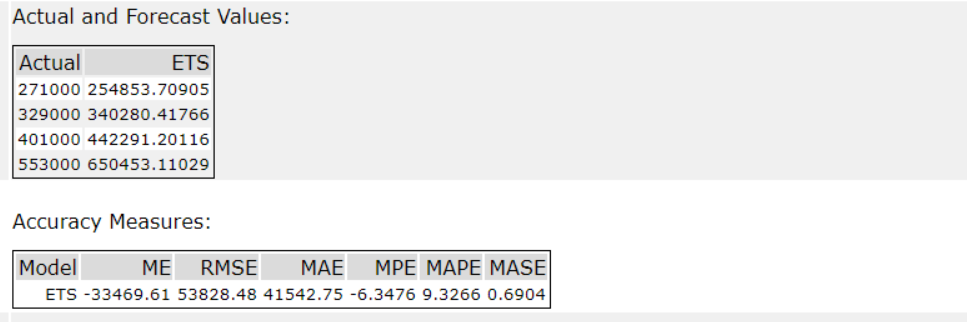 Actual and Forecast Values:
Actual ETS
271000 254853.70905
329000 340280.41766
401000 442291.20116
553000 650453.11029
Accuracy Measures:
Model ME RMSE MAE MPE MAPE MASE
ETS -33469.61 53828.48 41542.75 -6.3476 9.3266 0.6904